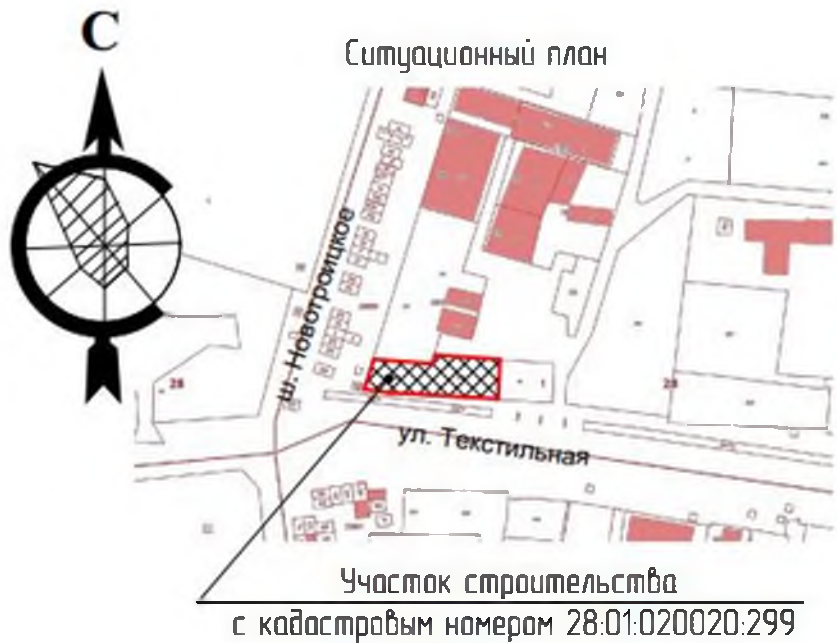 С
Ситуационный план
ш. Новотроицкое
28
28
ул. Текстильная
Участок строительства
с кадастровым номером 28:01:020020:299